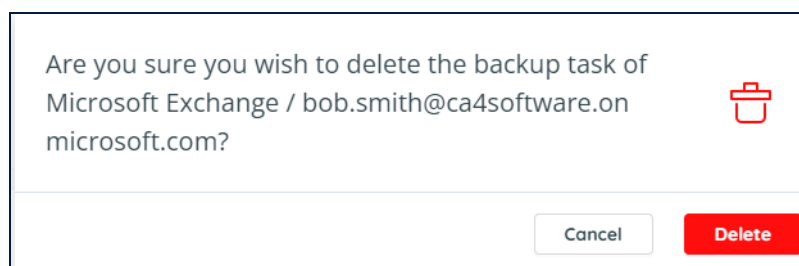 Are you sure you wish to delete the backup task of
Microsoft Exchange / bob.smith@ca4software.on
microsoft.com?
Cancel
Delete